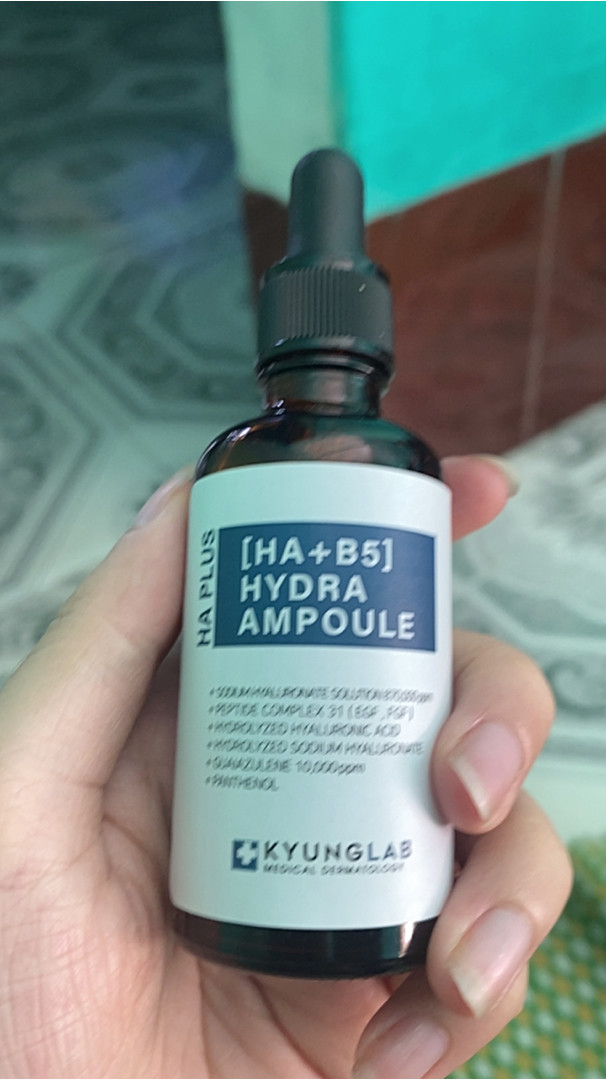 HA PLUS
[HA+B5]
HYDRA
AMPOULE
+SODIUM HYALURONATE SOLUTION ppm
+PEPTIDE COMPLEX 31 (EGF, FGF)
+HYDROLYZED HYALURONIC ACID
+HYDROLYZED SODIUM HYALURONATE
+GUAIAZULENE 10,000ppm
+PANTHENOL
KYUNGLAB
MEDICAL DERMATOLOGY